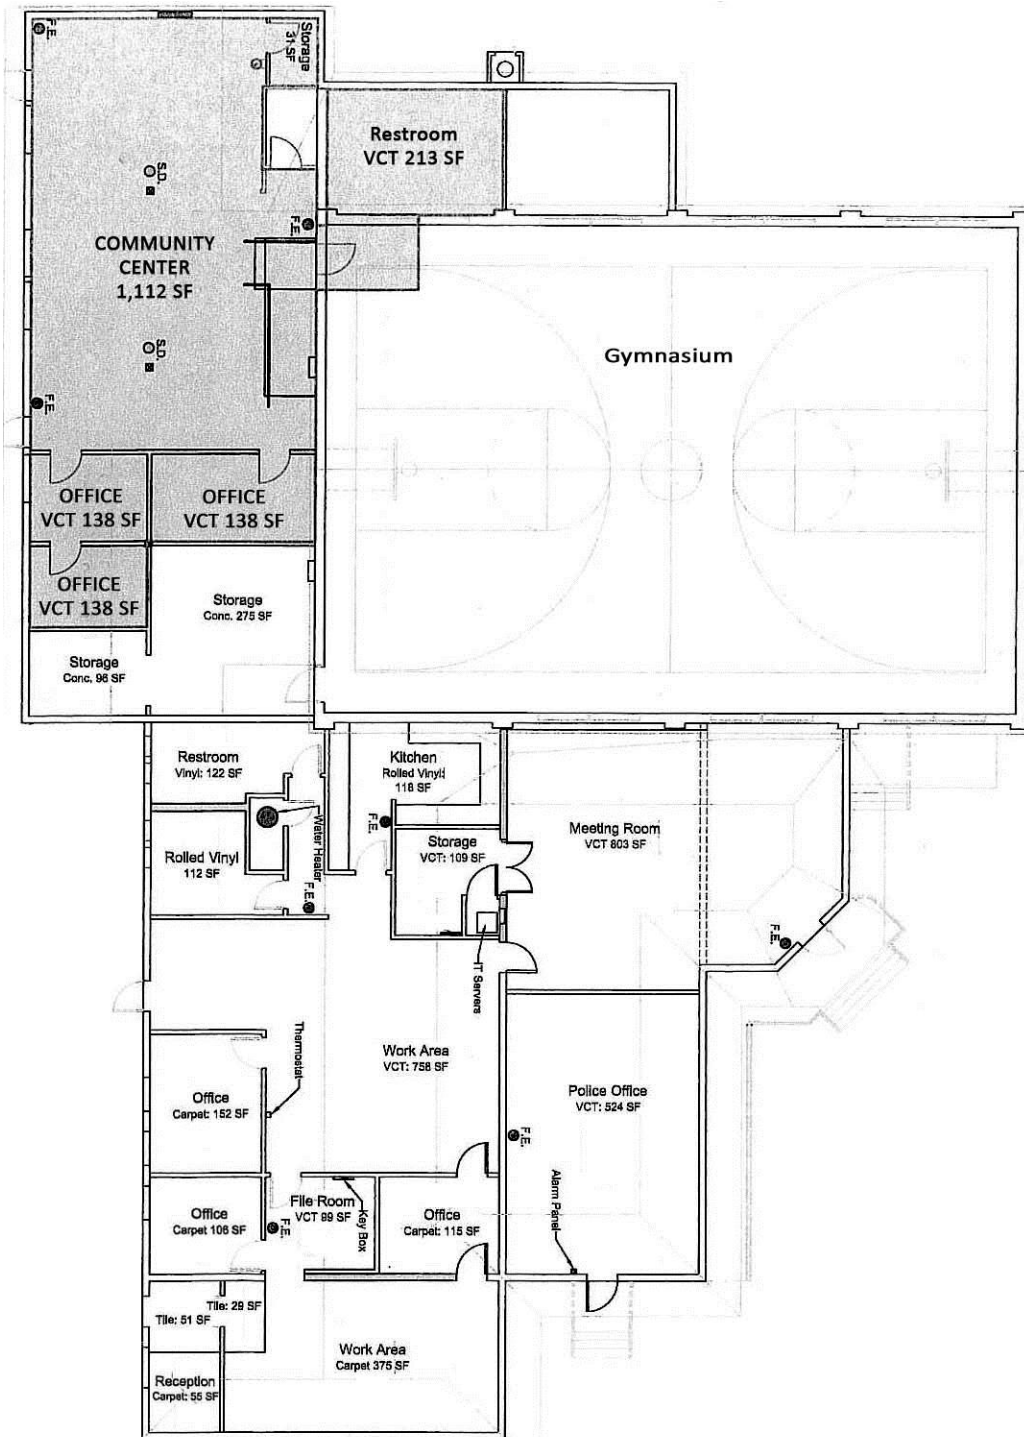 F.E.
Storage
31 SF
Restroom
VCT 213 SF
S.D.
F.E.
COMMUNITY
CENTER
1,112 SF
S.D.
Gymnasium
F.E.
OFFICE
VCT 138 SF
OFFICE
VCT 138 SF
OFFICE
VCT 138 SF
Storage
Conc. 275 SF
Storage
Conc. 96 SF
Restroom
Vinyl: 122 SF
Kitchen
Rolled Vinyl:
118 SF
F.E.
Water Heater
Storage
VCT: 109 SF
Meeting Room
VCT 803 SF
Rolled Vinyl
112 SF
F.E.
F.E.
IT Servers
Thermostat
Work Area
VCT: 758 SF
Office
Carpet: 152 SF
Police Office
VCT: 524 SF
F.E.
Alarm Panel
File Room
VCT 99 SF
Key Box
Office
Carpet 106 SF
F.E.
Office
Carpet: 115 SF
Tile: 29 SF
Tile: 51 SF
Work Area
Carpet 375 SF
Reception
Carpet: 55 SF